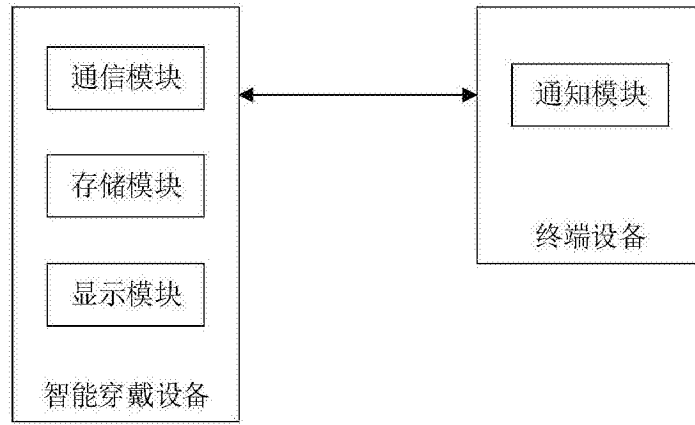 通信模块
存储模块
显示模块
智能穿戴设备
通知模块
终端设备